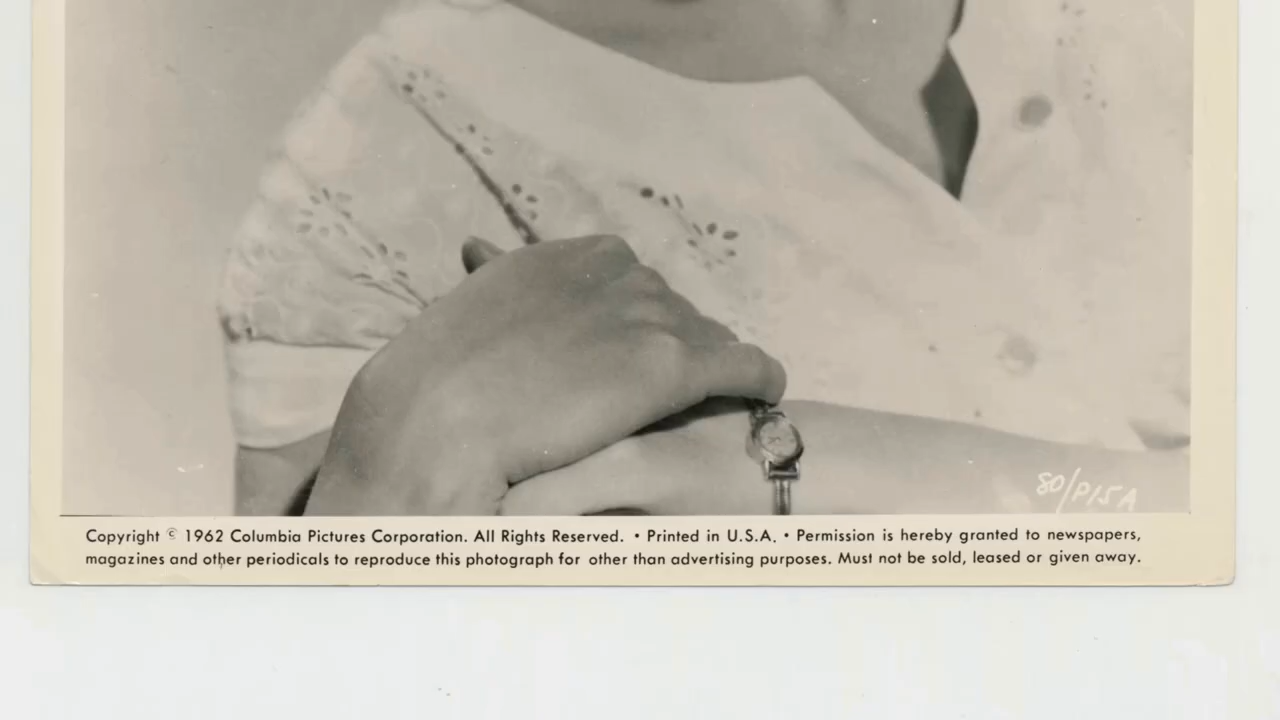 80/P15A
Copyright © 1962 Columbia Pictures Corporation. All Rights Reserved. • Printed in U.S.A. • Permission is hereby granted to newspapers,
magazines and other periodicals to reproduce this photograph for other than advertising purposes. Must not be sold, leased or given away.